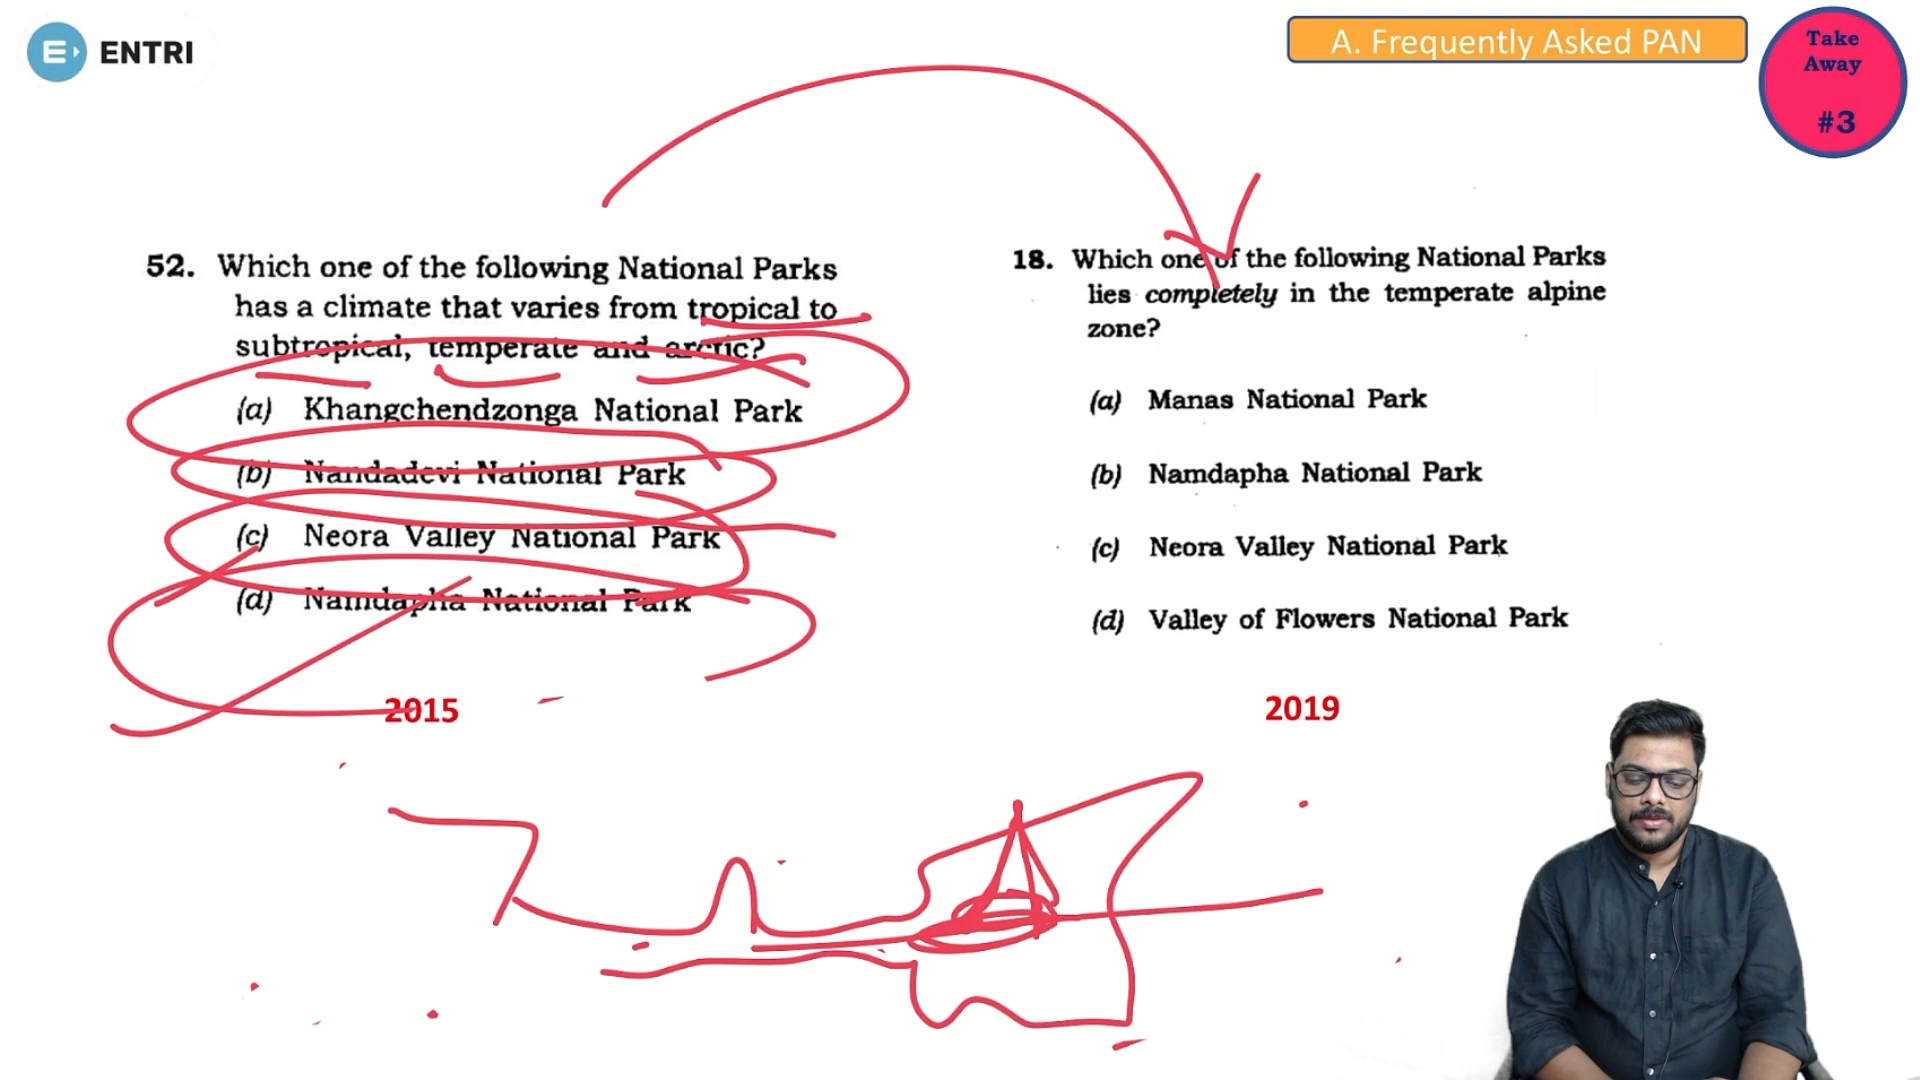 ENTRI
A. Frequently Asked PAN
Take
Away
#3
52. Which one of the following National Parks
has a climate that varies from tropical to
subtropical, temperate and arctic?
(a) Khangchendzonga National Park
(b) Nandadevi National Park
(c) Neora Valley National Park
(d) Namdapha National Park
2015
18. Which one of the following National Parks
lies completely in the temperate alpine
zone?
(a) Manas National Park
(b) Namdapha National Park
(c) Neora Valley National Park
(d) Valley of Flowers National Park
2019